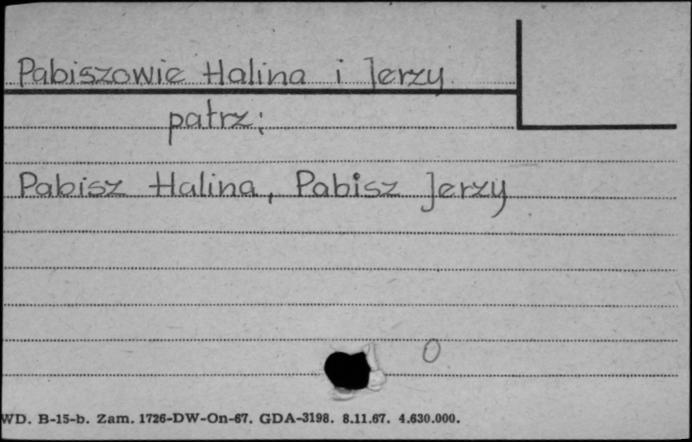 Pabiszowie Halina i Jerzy
patrz:
Pabisz Halina, Pabisz Jerzy
0
WD. B-15-b. Zam. 1726-DW-On-67. GDA-3198. 8.11.67. 4.630.000.